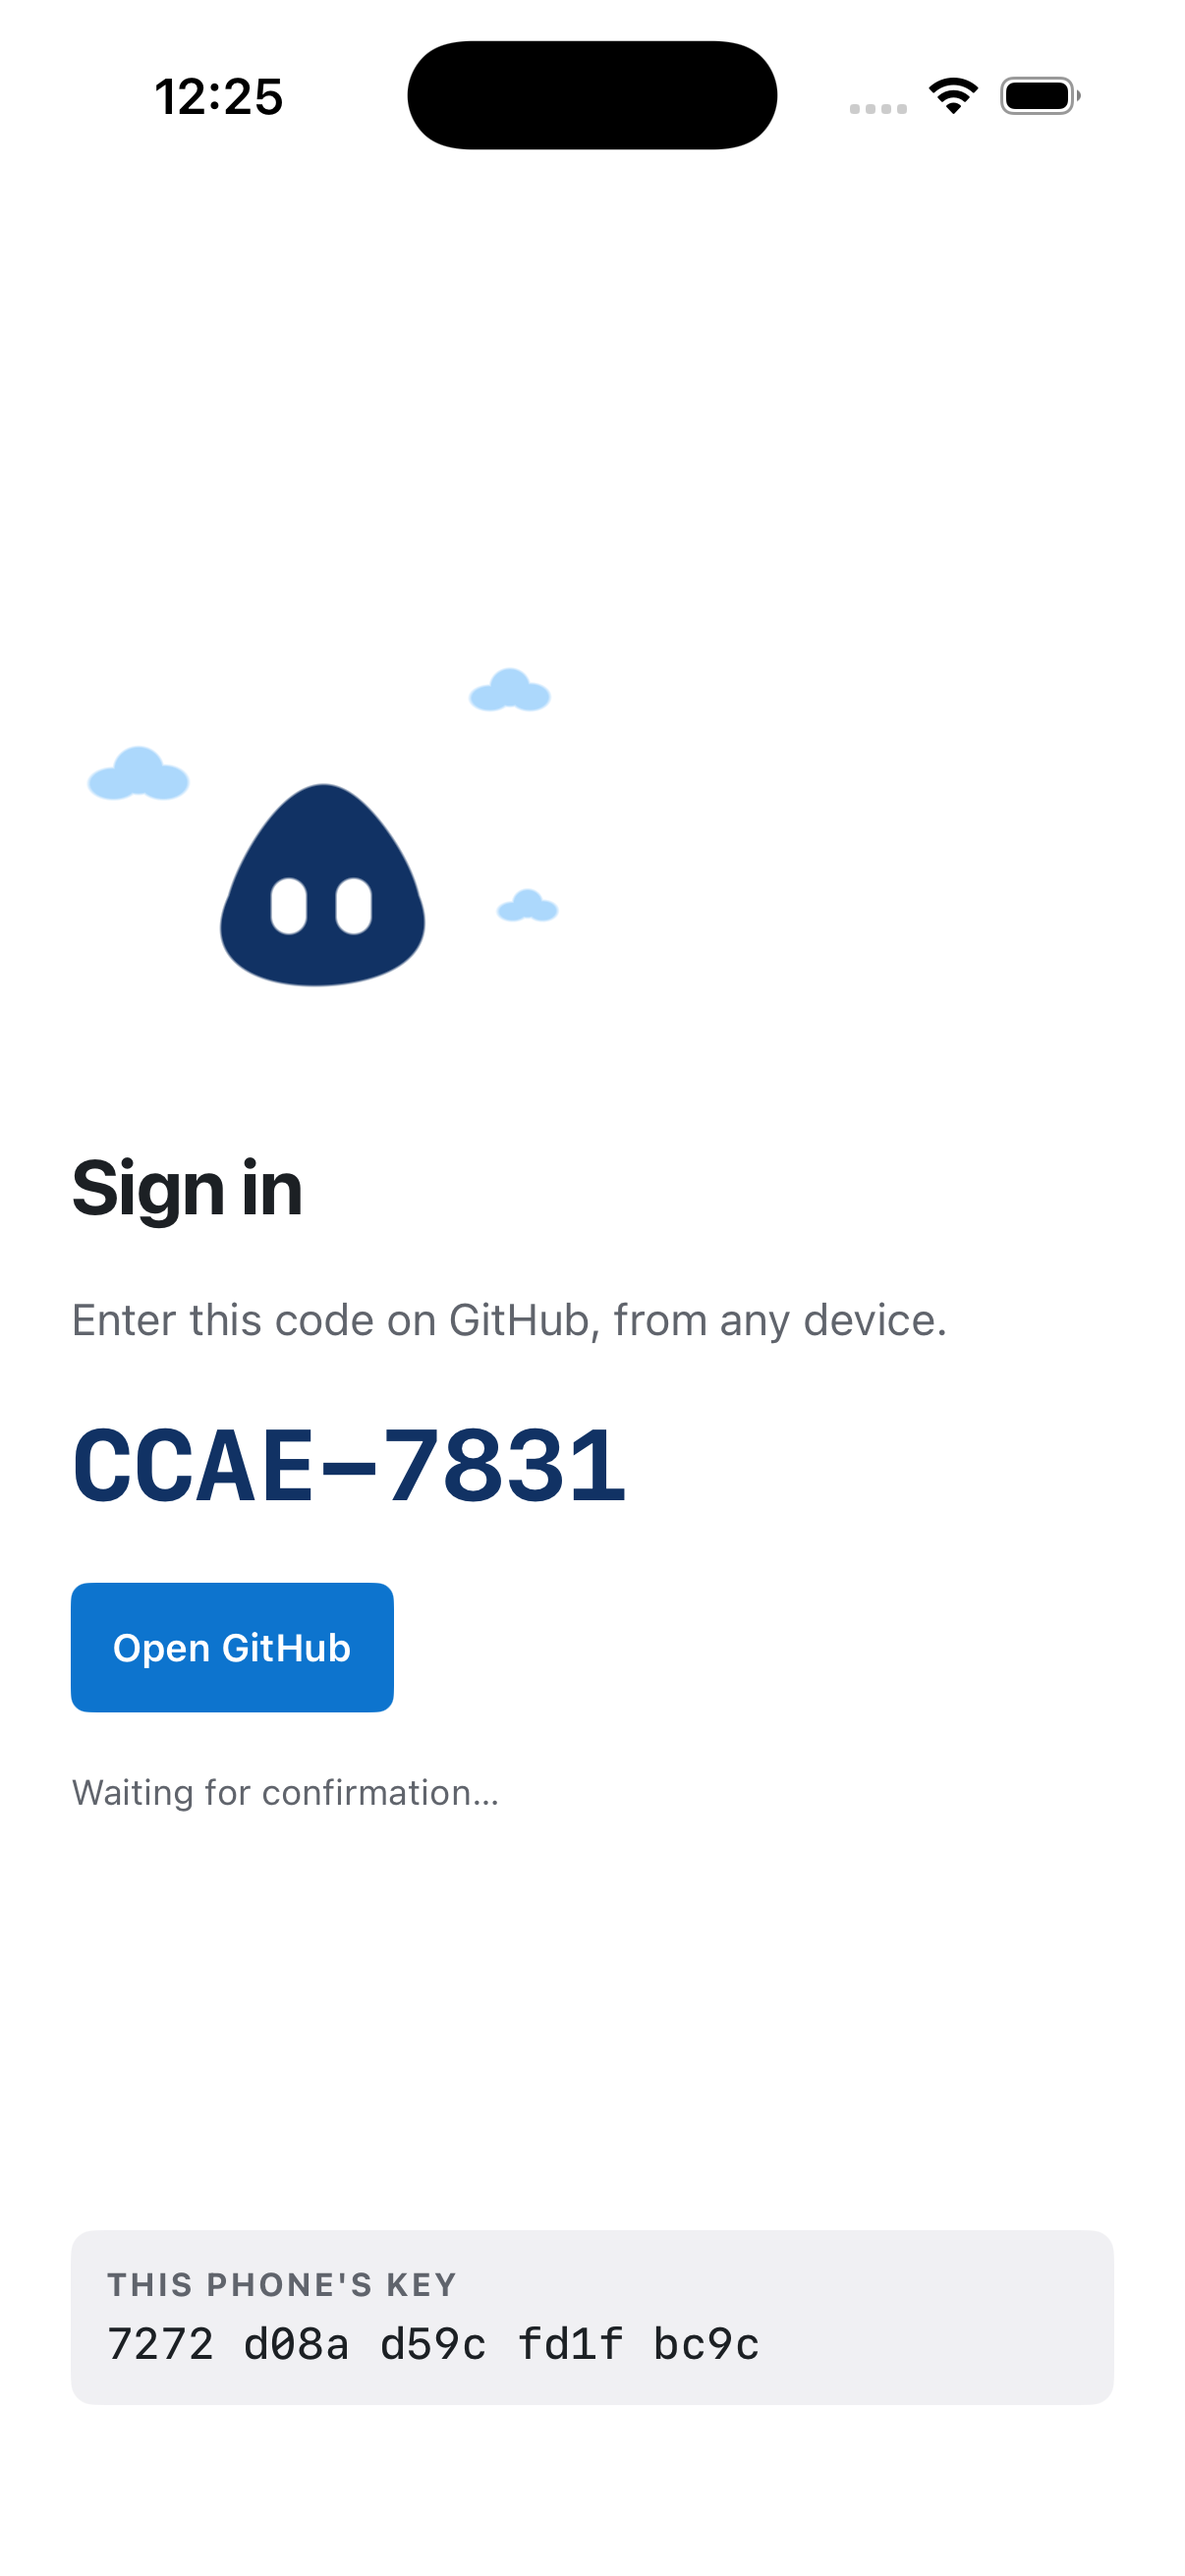 12:25
Sign in
Enter this code on GitHub, from any device.
CCAE-7831
Open GitHub
Waiting for confirmation...
THIS PHONE'S KEY
7272 d08a d59c fd1f bc9c